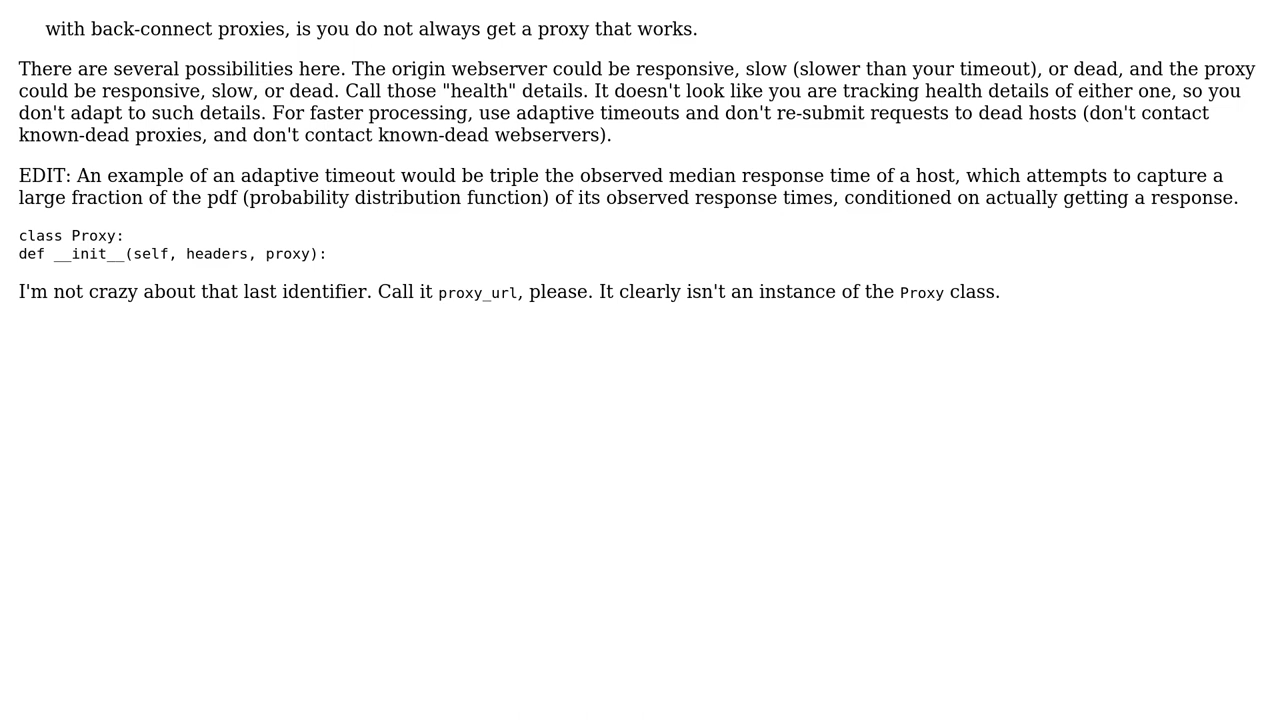 with back-connect proxies, is you do not always get a proxy that works.
There are several possibilities here. The origin webserver could be responsive, slow (slower than your timeout), or dead, and the proxy
could be responsive, slow, or dead. Call those "health" details. It doesn't look like you are tracking health details of either one, so you
don't adapt to such details. For faster processing, use adaptive timeouts and don't re-submit requests to dead hosts (don't contact
known-dead proxies, and don't contact known-dead webservers).
EDIT: An example of an adaptive timeout would be triple the observed median response time of a host, which attempts to capture a
large fraction of the pdf (probability distribution function) of its observed response times, conditioned on actually getting a response.
class Proxy:
def __init__(self, headers, proxy):
I'm not crazy about that last identifier. Call it proxy_url, please. It clearly isn't an instance of the Proxy class.